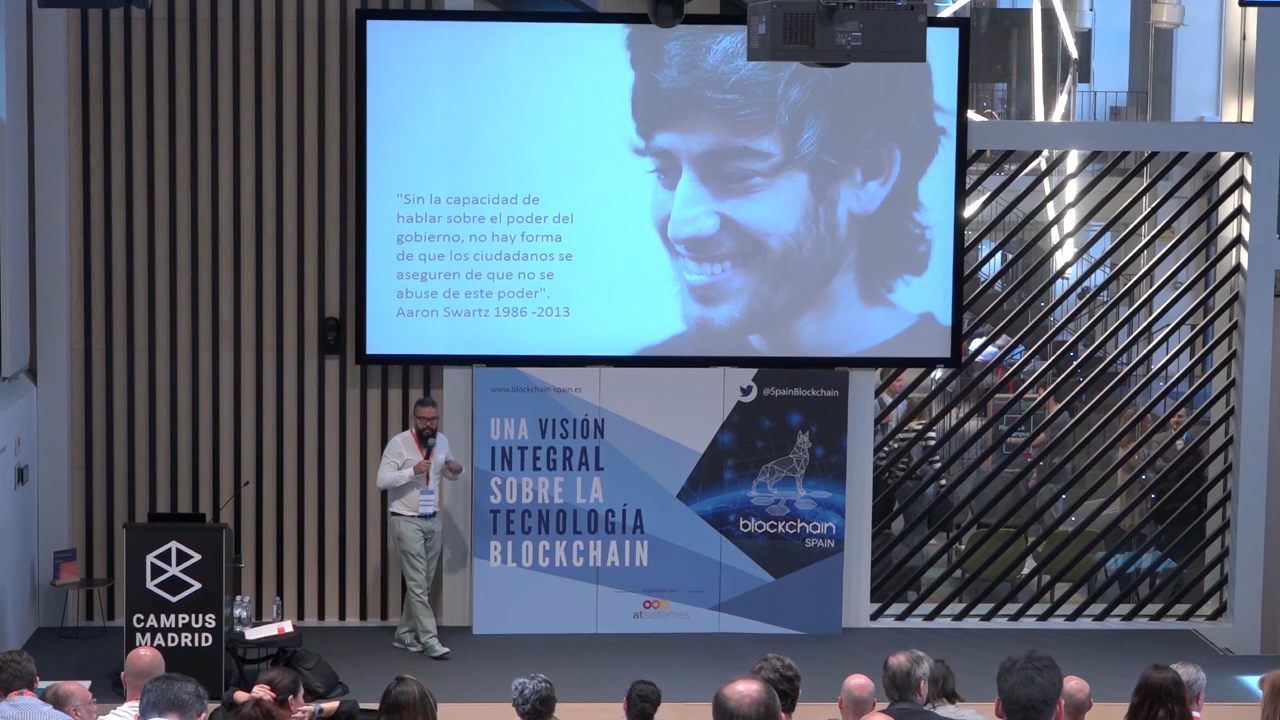 "Sin la capacidad de
hablar sobre el poder del
gobierno, no hay forma
de que los ciudadanos se
aseguren de que no se
abuse de este poder".
Aaron Swartz 1986 -2013
www.blockchain-spain.es
@SpainBlockchain
UNA VISIÓN
INTEGRAL
SOBRE LA
TECNOLOGÍA
BLOCKCHAIN
blockchain
SPAIN
atsistemas
CAMPUS
MADRID